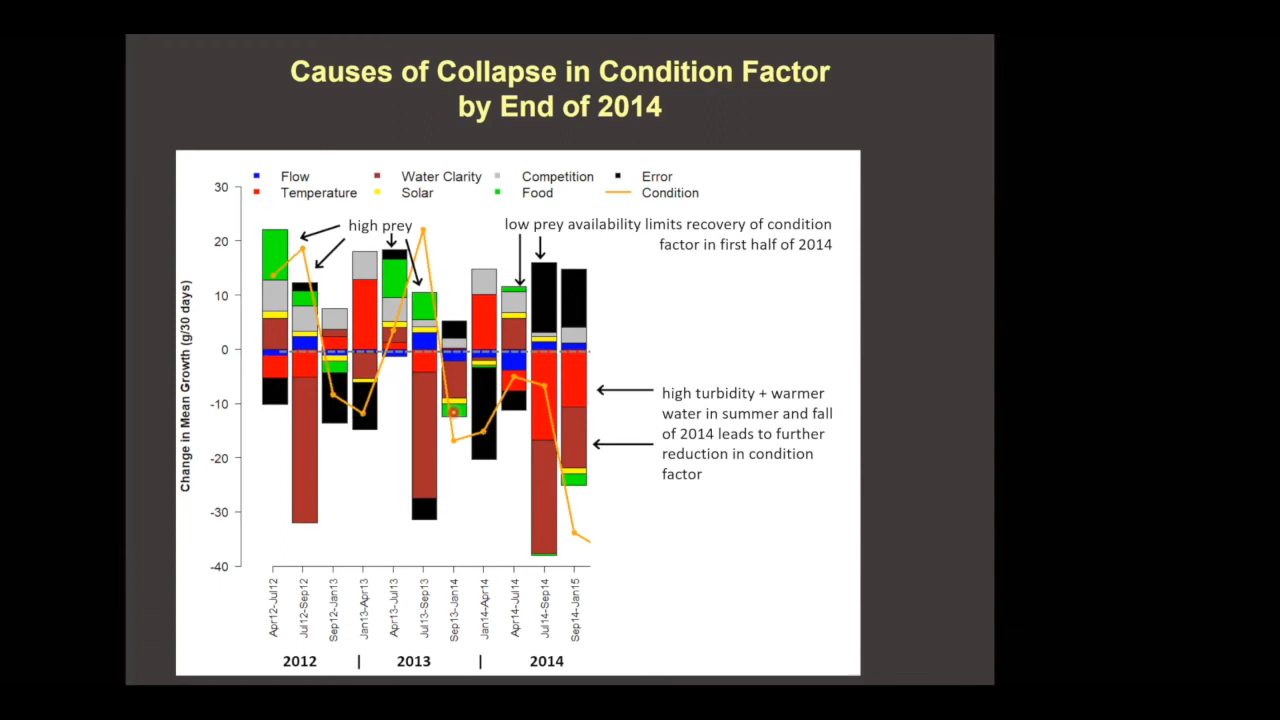 Causes of Collapse in Condition Factor
by End of 2014
Flow
Water Clarity
Competition
Error
Temperature
Solar
Food
Condition
high prey
low prey availability limits recovery of condition
factor in first half of 2014
high turbidity + warmer
water in summer and fall
of 2014 leads to further
reduction in condition
factor
Change in Mean Growth (g/30 days)
30
20
10
0
-10
-20
-30
-40
Apr12-Jul12
Jul12-Sep12
Sep12-Jan13
Jan13-Apr13
Apr13-Jul13
Jul13-Sep13
Sep13-Jan14
Jan14-Apr14
Apr14-Jul14
Jul14-Sep14
Sep14-Jan15
2012 | 2013 | 2014